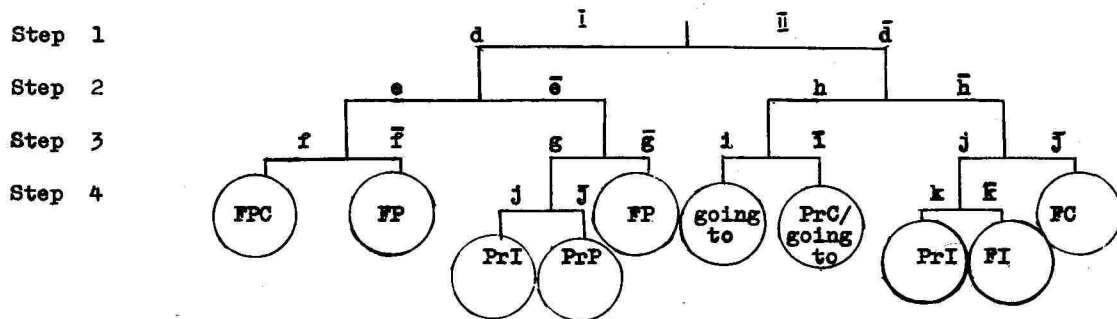 Step 1 d ī īī d̄
Step 2 e ē h h̄
Step 3 f f̄ g ḡ i ī j j̄
Step 4 j j̄ k k̄
FPC FP FP going to PrC/ going to FC
PrI PrP PrI FI